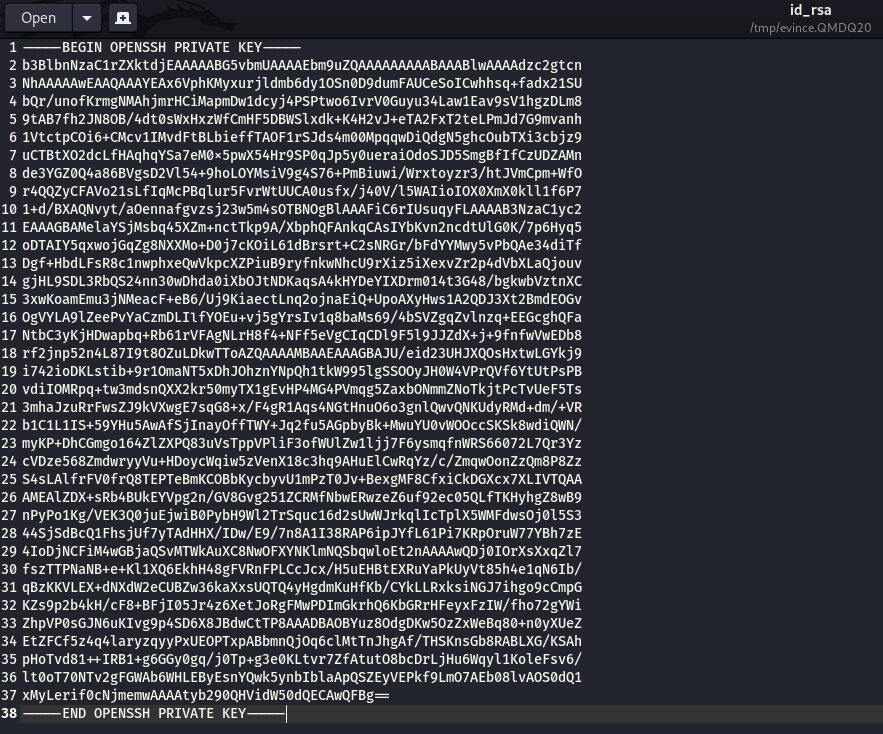 Open
id_rsa
/tmp/evince.QMDQ20
1 -----BEGIN OPENSSH PRIVATE KEY-----
2 b3BlbnNzaC1rZXktdjEAAAAABG5vbmUAAAAEbm9uZQAAAAAAAAABAAABlwAAAAdzc2gtcn
3 NhAAAAAwEAAQAAAYEAx6VphKMyxurjldmb6dy1OSn0D9dumFAUCeSoICwhhsq+fadx21SU
4 bQr/unofKrmgNMAhjmrHCiMapmDw1dcyj4PSPtwo6IvrV0Guyu34Law1Eav9sV1hgzDLm8
5 9tAB7fh2JN8OB/4dt0sWxHxzWfCmHF5DBWSlxdk+K4H2vJ+eTA2FxT2teLPmJd7G9mvanh
6 1VtctpCOi6+CMcv1IMvdFtBLbieffTAOF1rSJds4m00MpqqwDiQdgN5ghcOubTXi3cbjz9
7 uCTBtXO2dcLfHAqhqYSa7eM0x5pwX54Hr9SP0qJp5y0ueraiOdoSJD5SmgBfIfCzUDZAMn
8 de3YGZ0Q4a86BVgsD2Vl54+9hoLOYMsiV9g4S76+PmBiuwi/Wrxtoyzr3/htJVmCpm+WfO
9 r4QQZyCFAVo21sLfIqMcPBqlur5FvrWtUUCA0usfx/j40V/l5WAIioIOX0XmX0kll1f6P7
10 1+d/BXAQNvyt/aOennafgvzsj23w5m4sOTBNOgBlAAAFiC6rIUsuqyFLAAAAB3NzaC1yc2
11 EAAAGBAMelaYSjMsbq45XZm+nctTkp9A/XbphQFAnkqCAsIYbKvn2ncdtUlG0K/7p6Hyq5
12 oDTAIY5qxwojGqZg8NXXMo+D0j7cKOiL61dBrsrt+C2sNRGr/bFdYYMwy5vPbQAe34diTf
13 Dgf+HbdLFsR8c1nwphxeQwVkpcXZPiuB9ryfnkwNhcU9rXiz5iXexvZr2p4dVbXLaQjouv
14 gjHL9SDL3RbQS24nn30wDhda0iXbOJtNDKaqsA4kHYDeYIXDrm014t3G48/bgkwbVztnXC
15 3xwKoamEmu3jNMeacF+eB6/Uj9KiaectLnq2ojnaEiQ+UpoAXyHws1A2QDJ3Xt2BmdEOGv
16 OgVYLA9lZeePvYaCzmDLIlfYOEu+vj5gYrsIv1q8baMs69/4bSVZgqZvlnzq+EEGcghQFa
17 NtbC3yKjHDwapbq+Rb61rVFAgNLrH8f4+NFf5eVgCIqCDl9F5l9JJZdX+j+9fnfwVwEDb8
18 rf2jnp52n4L87I9t8OZuLDkwTToAZQAAAAMBAAEAAAGBAJU/eid23UHJXQOsHxtwLGYkj9
19 i742ioDKLstib+9r1OmaNT5xDhJOhznYNpQh1tkW995lgSSOOyJH0W4VPrQVf6YtUtPsPB
20 vdiIOMRpq+tw3mdsnQXX2kr50myTX1gEvHP4MG4PVmqg5ZaxbONmmZNoTkjtPcTvUeF5Ts
21 3mhaJzuRrFwsZJ9kVXwgE7sqG8+x/F4gR1Aqs4NGtHnuO6o3gnlQwvQNKUdyRMd+dm/+VR
22 b1C1L1IS+59YHu5AwAfSjInayOffTWY+Jq2fu5AGpbyBk+MwuYU0vWOOccSKSk8wdiQWN/
23 myKP+DhCGmgo164ZlZXPQ83uVsTppVPliF3ofWUlZw1ljj7F6ysmqfnWRS66072L7Qr3Yz
24 cVDze568ZmdwryyVu+HDoycWqiw5zVenX18c3hq9AHuElCwRqYz/c/ZmqwOonZzQm8P8Zz
25 S4sLAlfrFV0frQ8TEPTeBmKCOBbKycbyvU1mPzT0Jv+BexgMF8CfxiCkDGXcx7XLIVTQAA
26 AMEAlZDX+sRb4BUkEYVpg2n/GV8Gvg251ZCRMfNbwERwzeZ6uf92ec05QLfTKHyhgZ8wB9
27 nPyPo1Kg/VEK3Q0juEjwiB0PybH9Wl2TrSquc16d2sUwWJrkqlIcTplX5WMFdwsOj0l5S3
28 44SjSdBcQ1FhsjUf7yTAdHHX/IDw/E9/7n8A1I38RAP6ipJYfL61Pi7KRpOruW77YBh7zE
29 4IoDjNCFiM4wGBjaQSvMTWkAuXC8NwOFXYNKlmNQSbqwloEt2nAAAAwQDj0IOrXsXxqZl7
30 fszTTPNaNB+e+Kl1XQ6EkhH48gFVRnFPLCcJcx/H5uEHBtEXRuYaPkUyVt85h4e1qN6Ib/
31 qBzKKVLEX+dNXdW2eCUBZw36kaXxsUQTQ4yHgdmKuHfKb/CYkLLRxksiNGJ7ihgo9cCmpG
32 KZs9p2b4kH/cF8+BFjI05Jr4z6XetJoRgFMwPDImGkrhQ6KbGRrHFeyxFzIW/fho72gYWi
33 ZhpVP0sGJN6uKIvg9p4SD6X8JBdwCtTP8AAADBAOBYuz8OdgDKw5OzZxWeBq80+n0yXUeZ
34 EtZFCf5z4q4laryzqyyPxUEOPTxpABbmnQjOq6clMtTnJhgAf/THSKnsGb8RABLXG/KSAh
35 pHoTvd81++IRB1+g6GGy0gq/j0Tp+g3e0KLtvr7ZfAtutO8bcDrLjHu6Wqyl1KoleFsv6/
36 lt0oT70NTv2gFGWAb6WHLEByEsnYQwk5ynbIblaApQSZEyVEPkf9LmO7AEb08lvAOS0dQ1
37 xMyLerif0cNjmemwAAAAtyb290QHVidW50dQECAwQFBg==
38 -----END OPENSSH PRIVATE KEY-----